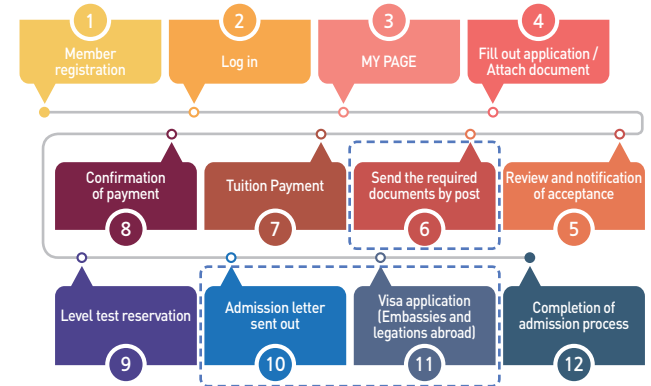 1
Member
registration
2
Log in
3
MY PAGE
4
Fill out application /
Attach document
Review and notification
of acceptance
5
Send the required
documents by post
6
Tuition Payment
7
Confirmation
of payment
8
Level test reservation
9
Admission letter
sent out
10
Visa application
(Embassies and
legations abroad)
11
Completion of
admission process
12